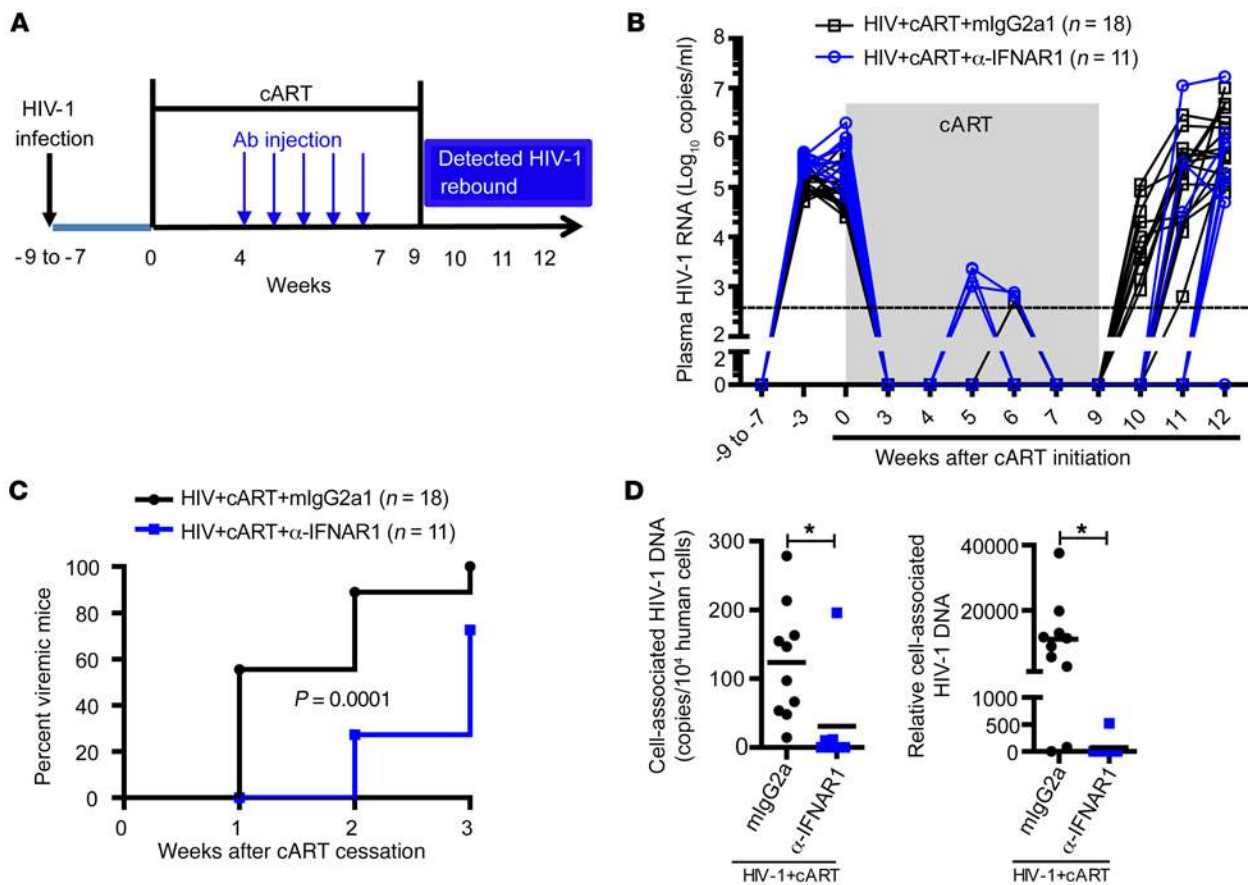 A
HIV-1
infection
cART
Ab injection
Detected HIV-1
rebound
-9 to -7 0 4 7 9 10 11 12
Weeks
B
HIV+cART+mIgG2a1 (n = 18)
HIV+cART+α-IFNAR1 (n = 11)
Plasma HIV-1 RNA (Log10 copies/ml)
8
7
6
5
4
3
2
2
0
cART
-9 to -7 -3 0 3 4 5 6 7 9 10 11 12
Weeks after cART initiation
C
HIV+cART+mIgG2a1 (n = 18)
HIV+cART+α-IFNAR1 (n = 11)
Percent viremic mice
100
80
60
40
20
0
P = 0.0001
0 1 2 3
Weeks after cART cessation
D
Cell-associated HIV-1 DNA
(copies/10⁴ human cells)
300
200
100
0
*
mIgG2a
α-IFNAR1
HIV-1+cART
Relative cell-associated
HIV-1 DNA
40000
20000
1000
500
0
*
mIgG2a
α-IFNAR1
HIV-1+cART